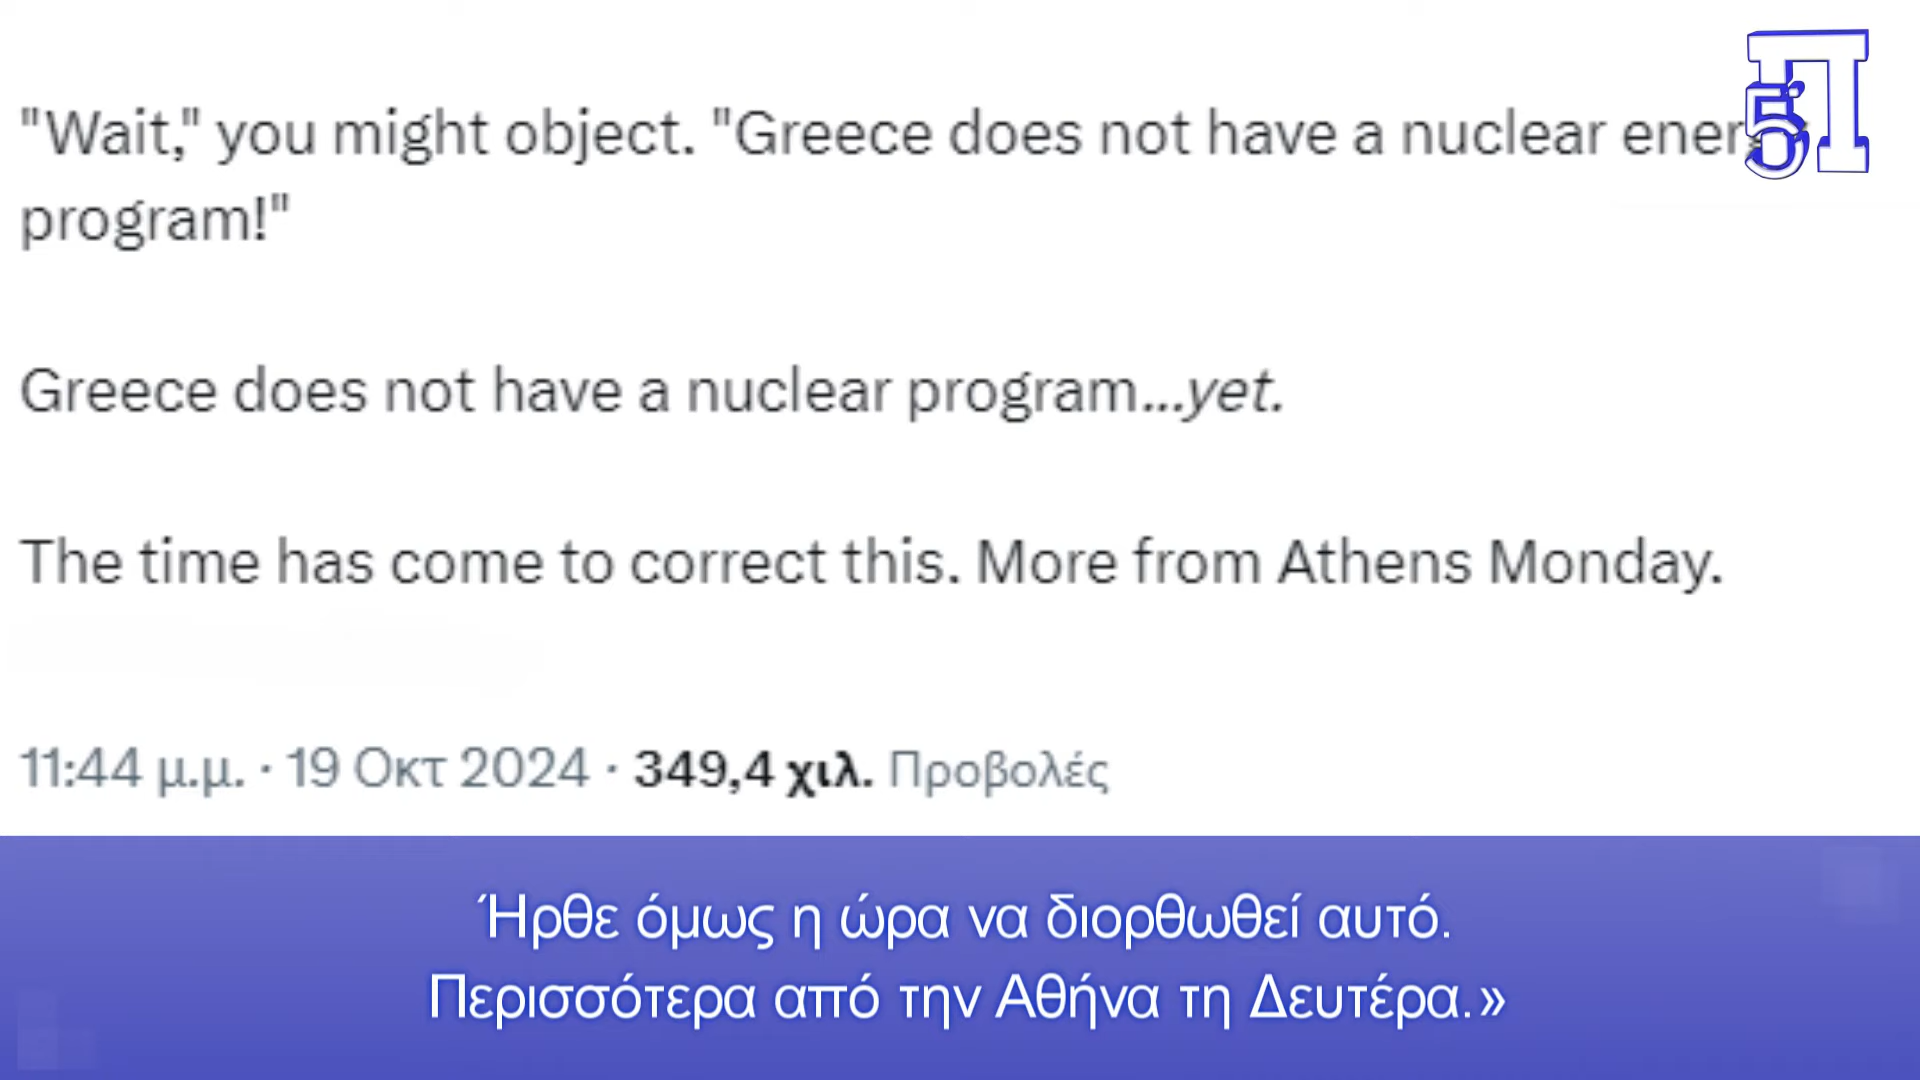 "Wait," you might object. "Greece does not have a nuclear
program!"
Greece does not have a nuclear program...yet.
The time has come to correct this. More from Athens Monday.
11:44 μ.μ. · 19 Οκτ 2024 · 349,4 χιλ. Προβολές
Ήρθε όμως η ώρα να διορθωθεί αυτό.
Περισσότερα από την Αθήνα τη Δευτέρα.»
5' Π